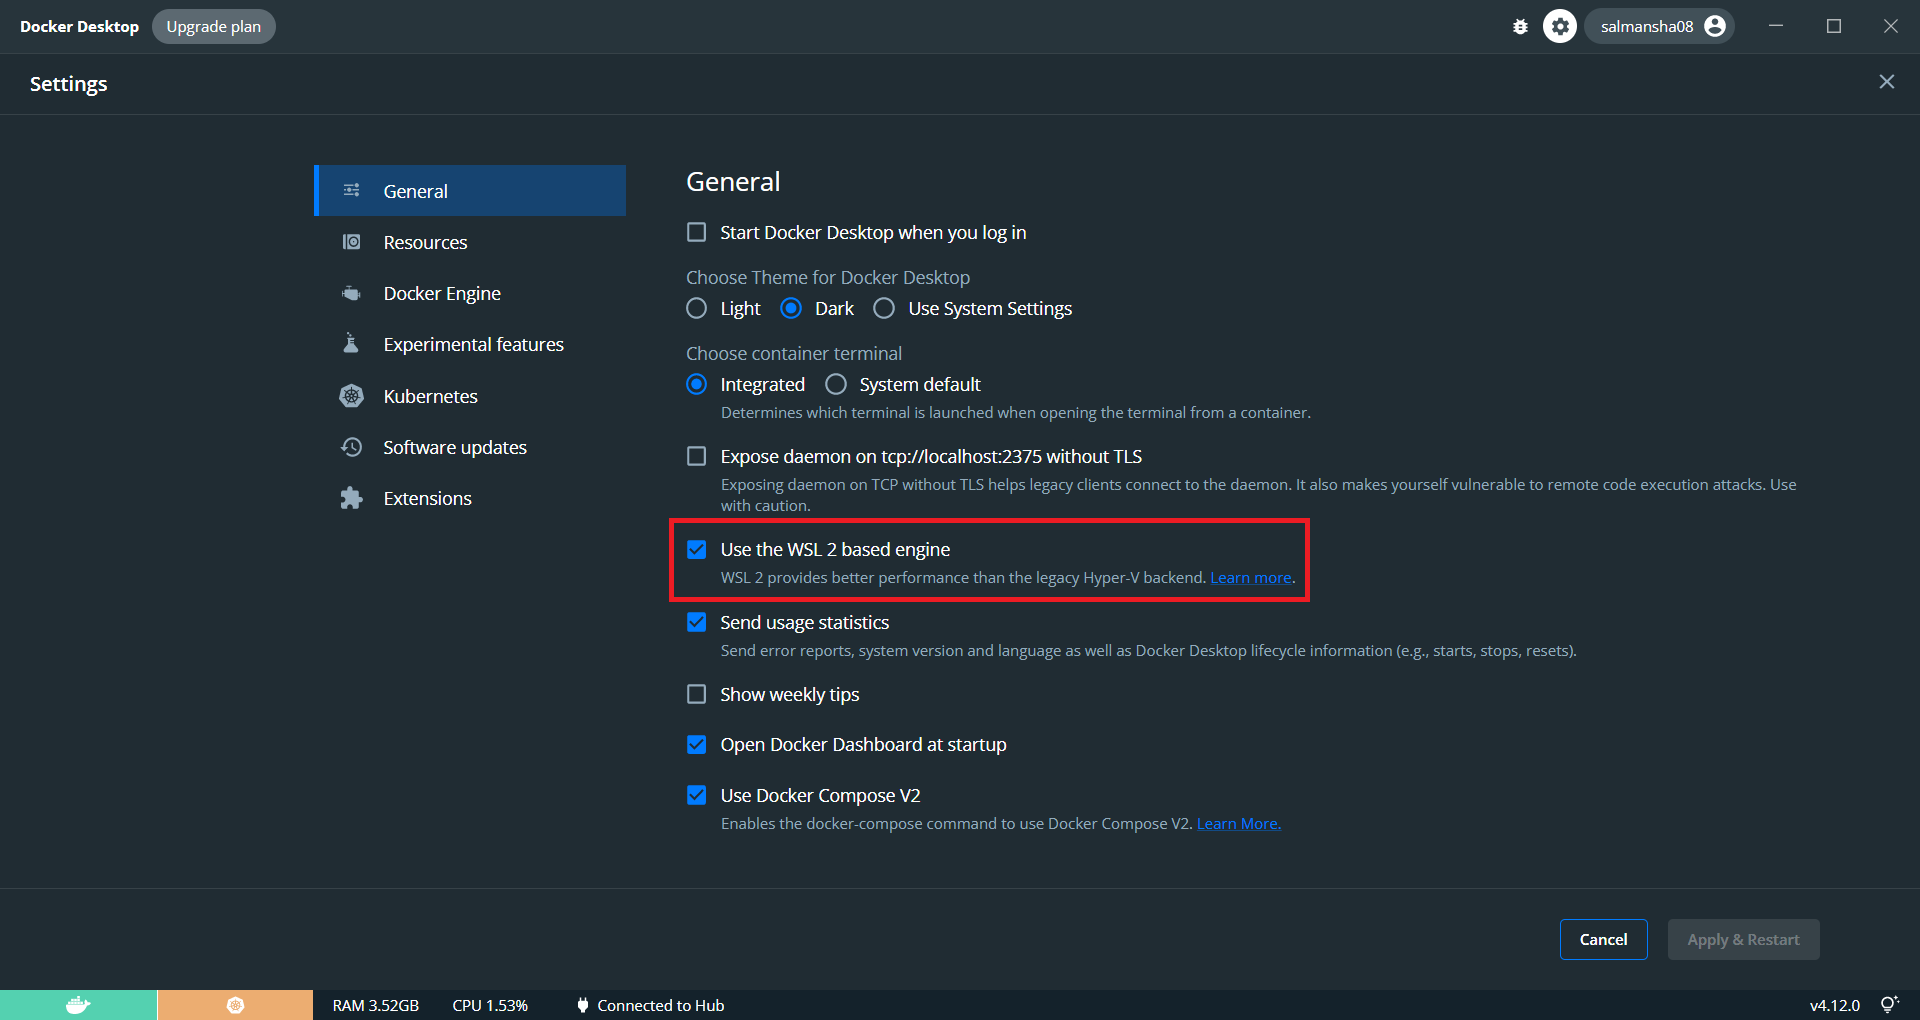 Docker Desktop Upgrade plan salmansha08
Settings
General
Resources
Docker Engine
Experimental features
Kubernetes
Software updates
Extensions
General
Start Docker Desktop when you log in
Choose Theme for Docker Desktop
Light Dark Use System Settings
Choose container terminal
Integrated System default
Determines which terminal is launched when opening the terminal from a container.
Expose daemon on tcp://localhost:2375 without TLS
Exposing daemon on TCP without TLS helps legacy clients connect to the daemon. It also makes yourself vulnerable to remote code execution attacks. Use
with caution.
Use the WSL 2 based engine
WSL 2 provides better performance than the legacy Hyper-V backend. Learn more.
Send usage statistics
Send error reports, system version and language as well as Docker Desktop lifecycle information (e.g., starts, stops, resets).
Show weekly tips
Open Docker Dashboard at startup
Use Docker Compose V2
Enables the docker-compose command to use Docker Compose V2. Learn More.
Cancel Apply & Restart
RAM 3.52GB CPU 1.53% Connected to Hub v4.12.0